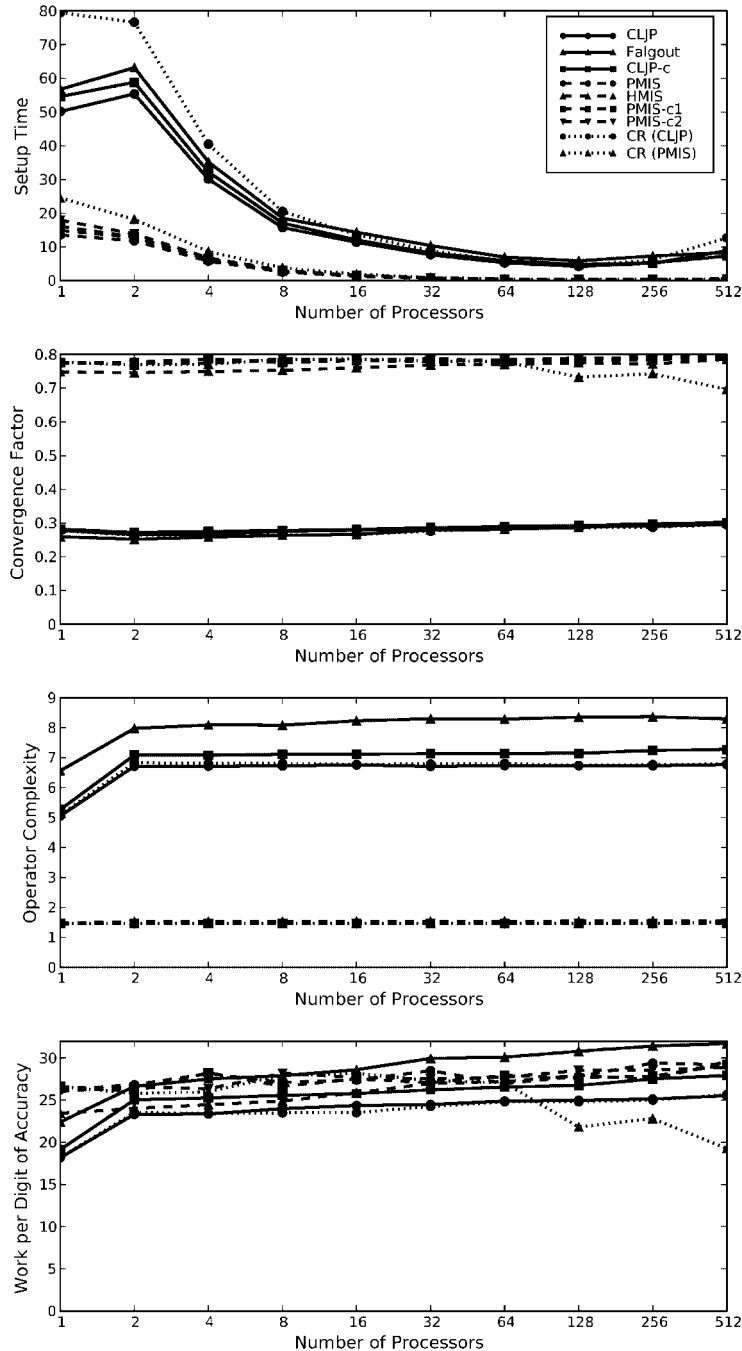 80
70
60
50
40
30
20
10
0
Setup Time
CLJP
Falgout
CLJP-c
PMIS
HMIS
PMIS-c1
PMIS-c2
CR (CLJP)
CR (PMIS)
1 2 4 8 16 32 64 128 256 512
Number of Processors
0.8
0.7
0.6
0.5
0.4
0.3
0.2
0.1
0
Convergence Factor
1 2 4 8 16 32 64 128 256 512
Number of Processors
9
8
7
6
5
4
3
2
1
0
Operator Complexity
1 2 4 8 16 32 64 128 256 512
Number of Processors
30
25
20
15
10
5
0
Work per Digit of Accuracy
1 2 4 8 16 32 64 128 256 512
Number of Processors